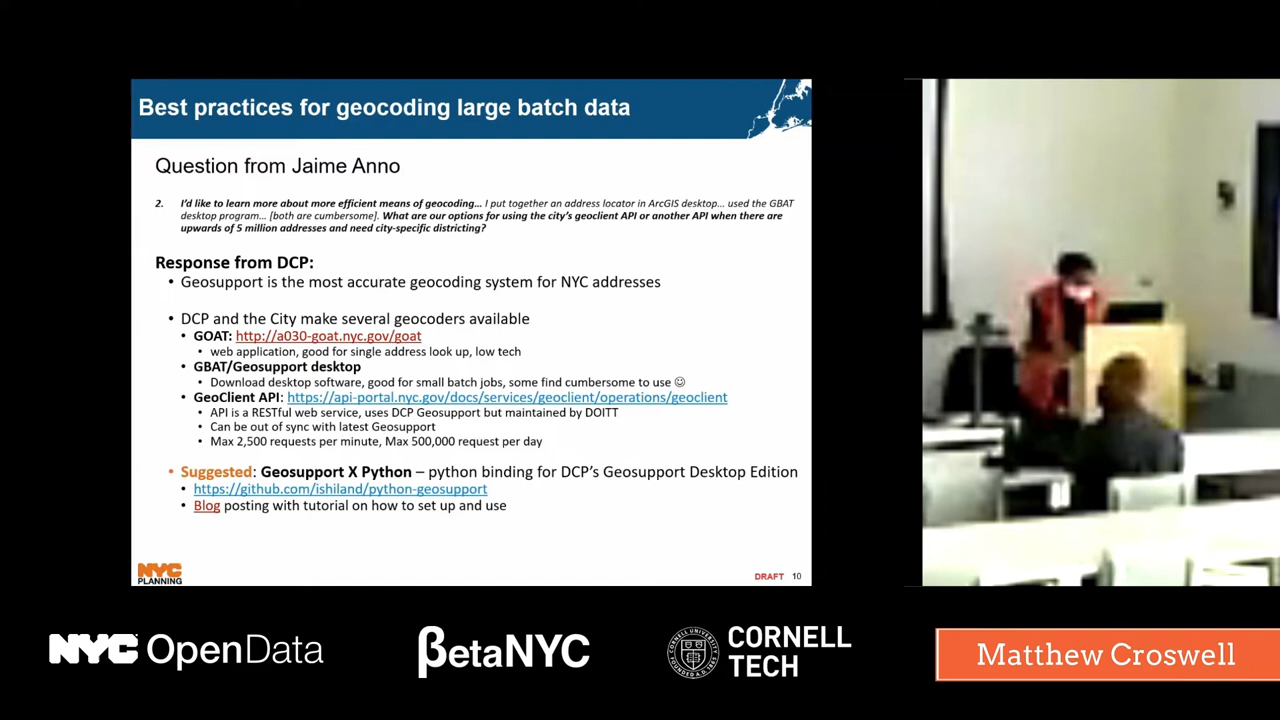 Best practices for geocoding large batch data
Question from Jaime Anno
2. I'd like to learn more about more efficient means of geocoding... I put together an address locator in ArcGIS desktop... used the GBAT
desktop program... [both are cumbersome]. What are our options for using the city's geoclient API or another API when there are
upwards of 5 million addresses and need city-specific districting?
Response from DCP:
• Geosupport is the most accurate geocoding system for NYC addresses
• DCP and the City make several geocoders available
• GOAT: http://a030-goat.nyc.gov/goat
• web application, good for single address look up, low tech
• GBAT/Geosupport desktop
• Download desktop software, good for small batch jobs, some find cumbersome to use ☺
• GeoClient API: https://api-portal.nyc.gov/docs/services/geoclient/operations/geoclient
• API is a RESTful web service, uses DCP Geosupport but maintained by DOITT
• Can be out of sync with latest Geosupport
• Max 2,500 requests per minute, Max 500,000 request per day
• Suggested: Geosupport X Python – python binding for DCP's Geosupport Desktop Edition
• https://github.com/ishiland/python-geosupport
• Blog posting with tutorial on how to set up and use
NYC
PLANNING
DRAFT 10
NYC OpenData
βetaNYC
CORNELL
TECH
Matthew Croswell